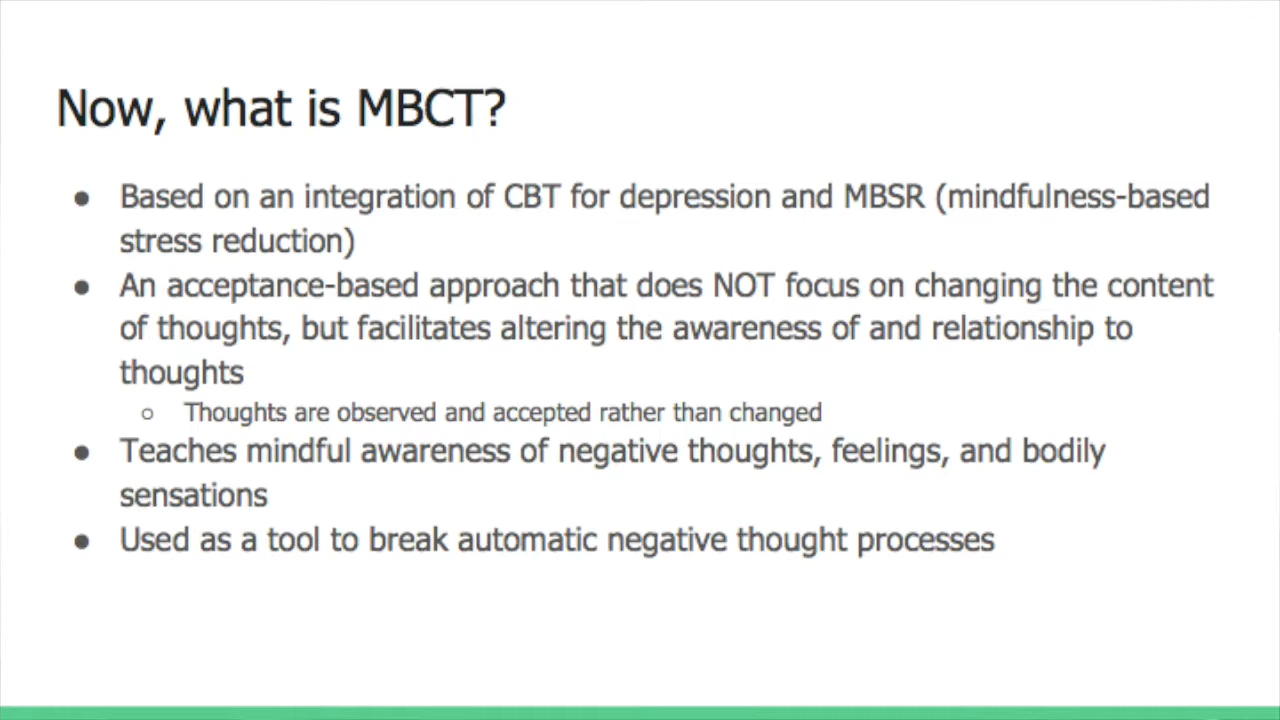 Now, what is MBCT?
● Based on an integration of CBT for depression and MBSR (mindfulness-based
stress reduction)
● An acceptance-based approach that does NOT focus on changing the content
of thoughts, but facilitates altering the awareness of and relationship to
thoughts
○ Thoughts are observed and accepted rather than changed
● Teaches mindful awareness of negative thoughts, feelings, and bodily
sensations
● Used as a tool to break automatic negative thought processes